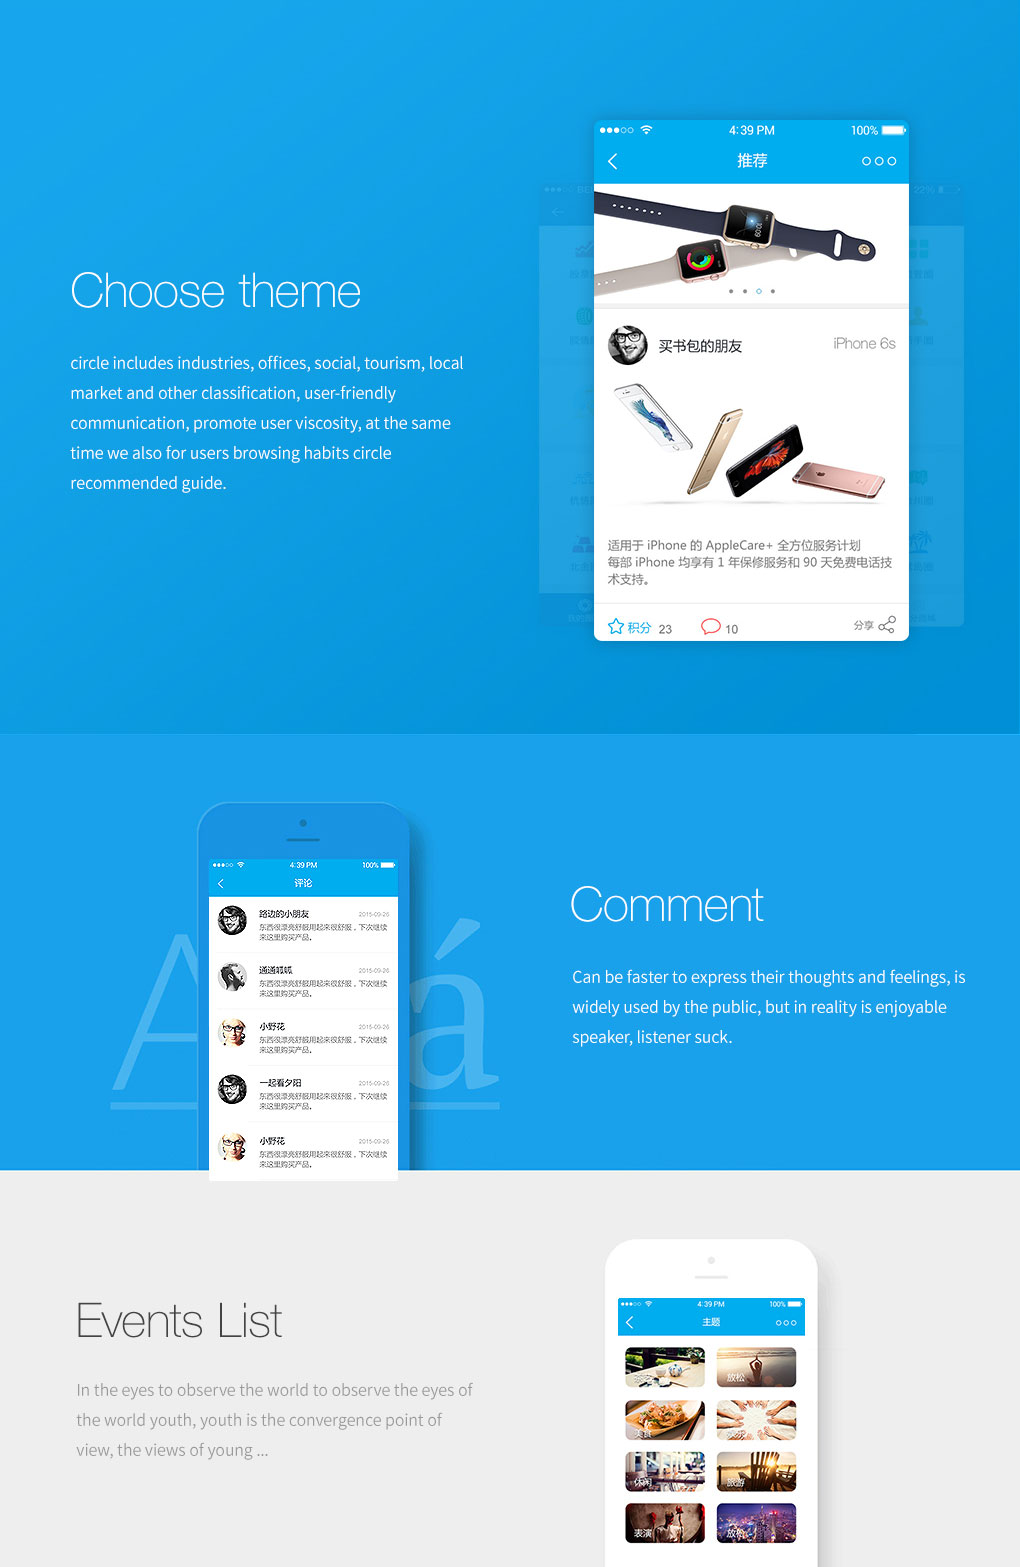 4:39 PM
100%
推荐
22%
Choose theme
circle includes industries, offices, social, tourism, local
market and other classification, user-friendly
communication, promote user viscosity, at the same
time we also for users browsing habits circle
recommended guide.
10:09
买书包的朋友
iPhone 6s
适用于 iPhone 的 AppleCare+ 全方位服务计划
每部 iPhone 均享有 1 年保修服务和 90 天免费电话技
术支持。
积分 23
10
分享
4:39 PM
100%
评论
路边的小朋友
2015-09-26
东西很漂亮舒服用起来很舒服，下次继续
来这里购买产品。
通通呱呱
2015-09-26
东西很漂亮舒服用起来很舒服，下次继续
来这里购买产品。
小野花
2015-09-26
东西很漂亮舒服用起来很舒服，下次继续
来这里购买产品。
一起看夕阳
2015-09-26
东西很漂亮舒服用起来很舒服，下次继续
来这里购买产品。
小野花
2015-09-26
东西很漂亮舒服用起来很舒服，下次继续
来这里购买产品。
A á
Comment
Can be faster to express their thoughts and feelings, is
widely used by the public, but in reality is enjoyable
speaker, listener suck.
Events List
In the eyes to observe the world to observe the eyes of
the world youth, youth is the convergence point of
view, the views of young ...
4:39 PM
100%
主题
放松
美食
休闲
旅游
表演
放松